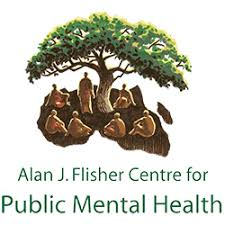 Alan J. Flisher Centre for
Public Mental Health